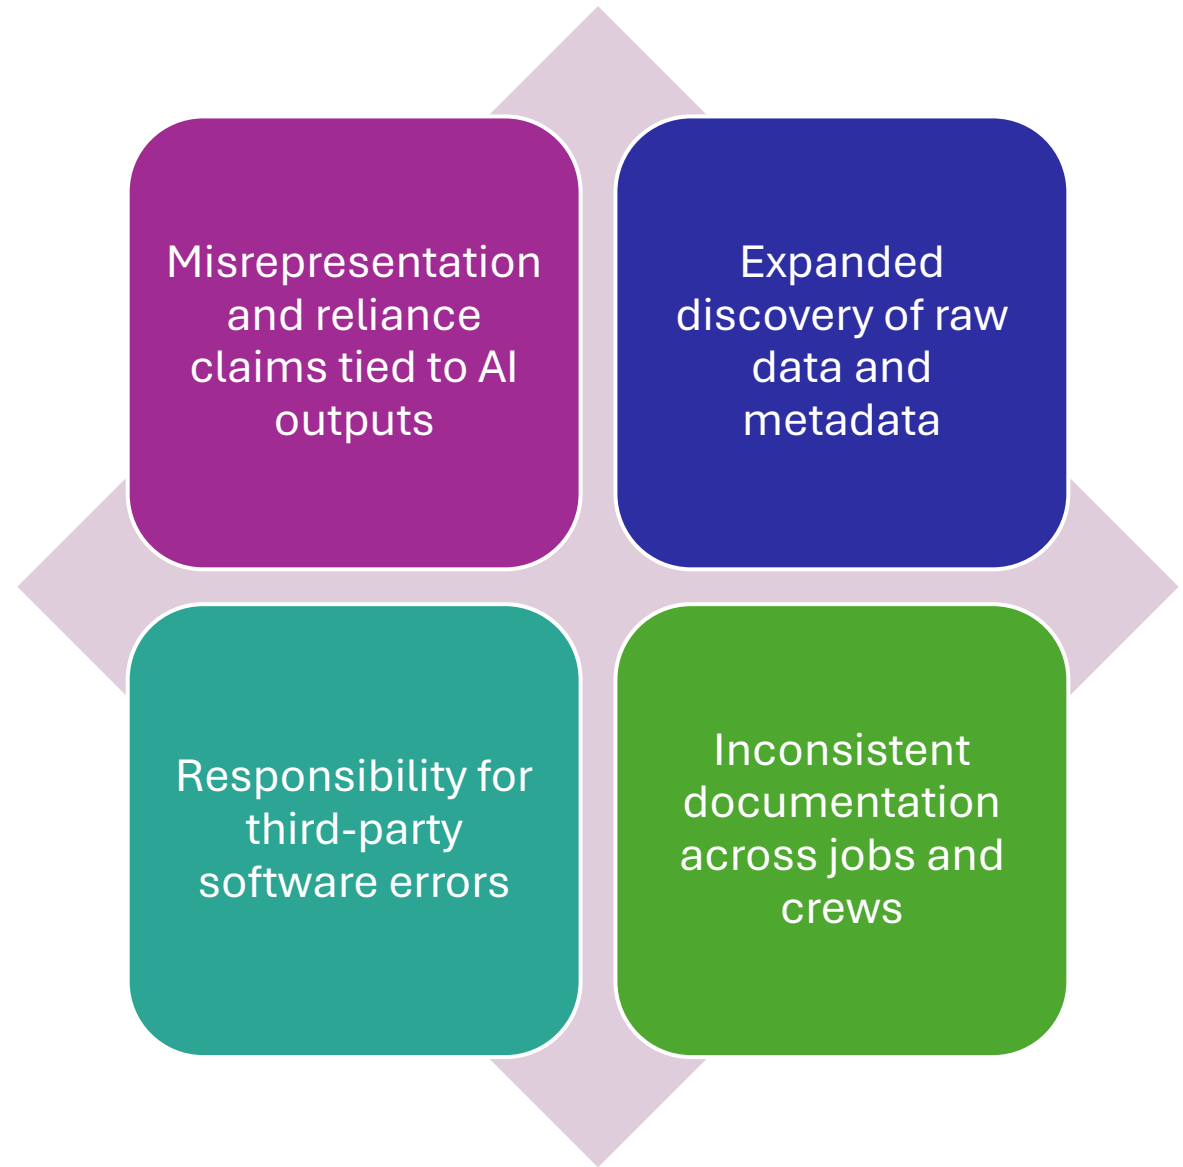 Misrepresentation
and reliance
claims tied to AI
outputs
Expanded
discovery of raw
data and
metadata
Responsibility for
third-party
software errors
Inconsistent
documentation
across jobs and
crews